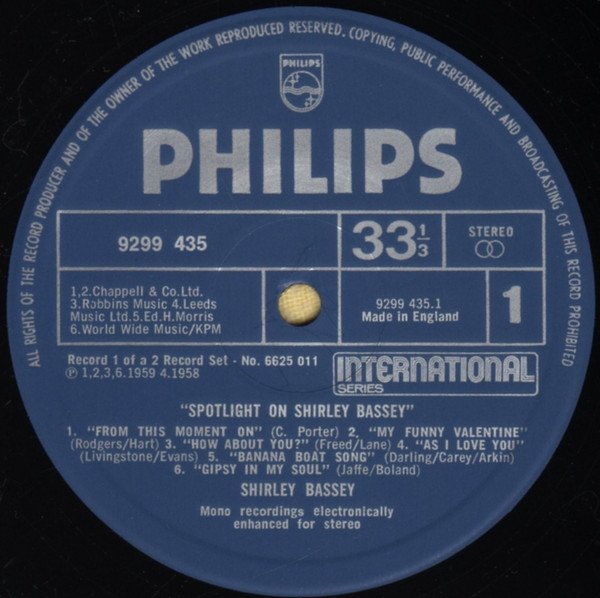 ALL RIGHTS OF THE RECORD PRODUCER AND OF THE OWNER OF THE WORK REPRODUCED RESERVED. COPYING, PUBLIC PERFORMANCE AND BROADCASTING OF THIS RECORD PROHIBITED
PHILIPS
PHILIPS
9299 435
33 1/3
STEREO
1,2.Chappell & Co.Ltd.
3.Robbins Music 4.Leeds
Music Ltd.5.Ed.H.Morris
6.World Wide Music/KPM
9299 435.1
Made in England
1
Record 1 of a 2 Record Set - No. 6625 011
Ⓟ 1,2,3,6.1959 4.1958
INTERNATIONAL
SERIES
"SPOTLIGHT ON SHIRLEY BASSEY"
1. "FROM THIS MOMENT ON" (C. Porter) 2. "MY FUNNY VALENTINE"
(Rodgers/Hart) 3. "HOW ABOUT YOU?" (Freed/Lane) 4. "AS I LOVE YOU"
(Livingstone/Evans) 5. "BANANA BOAT SONG" (Darling/Carey/Arkin)
6. "GIPSY IN MY SOUL" (Jaffe/Boland)
SHIRLEY BASSEY
Mono recordings electronically
enhanced for stereo